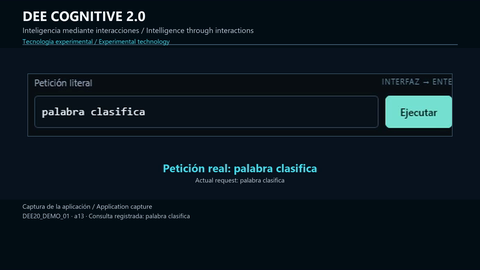 DEE COGNITIVE 2.0
Inteligencia mediante interacciones / Intelligence through interactions
Tecnología experimental / Experimental technology
Petición literal
INTERFAZ → ENTE
palabra clasifica
Ejecutar
Petición real: palabra clasifica
Actual request: palabra clasifica
Captura de la aplicación / Application capture
DEE20_DEMO_01 · a13 · Consulta registrada: palabra clasifica